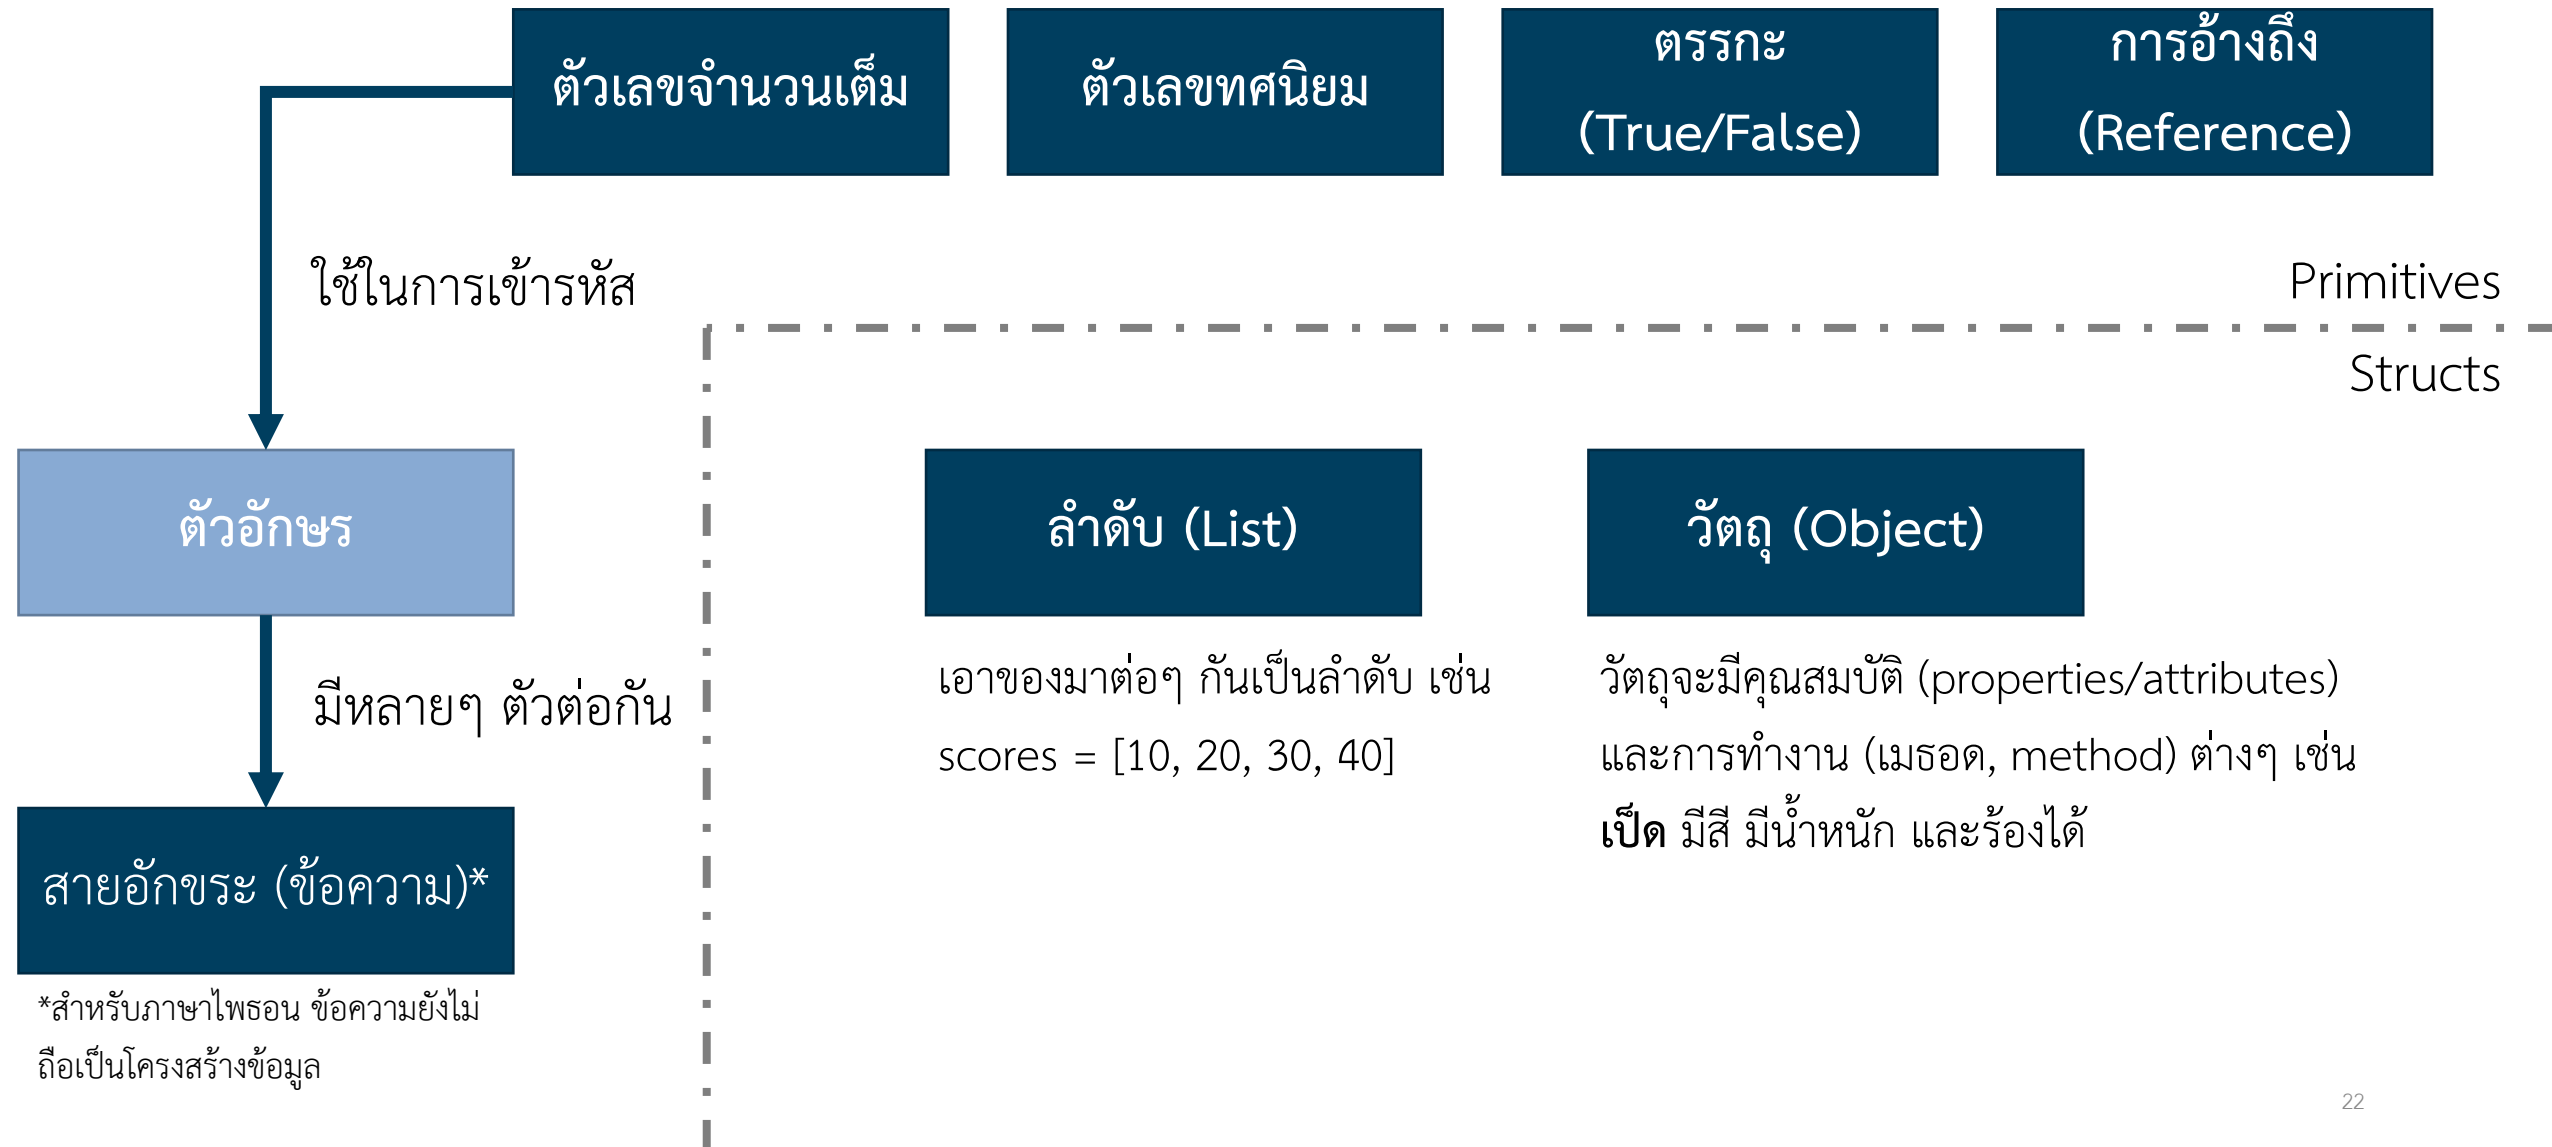 ตัวเลขจำนวนเต็ม
ตัวเลขทศนิยม
ตรรกะ
(True/False)
การอ้างถึง
(Reference)
ใช้ในการเข้ารหัส
Primitives
Structs
ตัวอักษร
ลำดับ (List)
วัตถุ (Object)
มีหลายๆ ตัวต่อกัน
เอาของมาต่อๆ กันเป็นลำดับ เช่น
scores = [10, 20, 30, 40]
วัตถุจะมีคุณสมบัติ (properties/attributes)
และการทำงาน (เมธอด, method) ต่างๆ เช่น
เป็ด มีสี มีน้ำหนัก และร้องได้
สายอักขระ (ข้อความ)*
*สำหรับภาษาไพธอน ข้อความยังไม่
ถือเป็นโครงสร้างข้อมูล
22